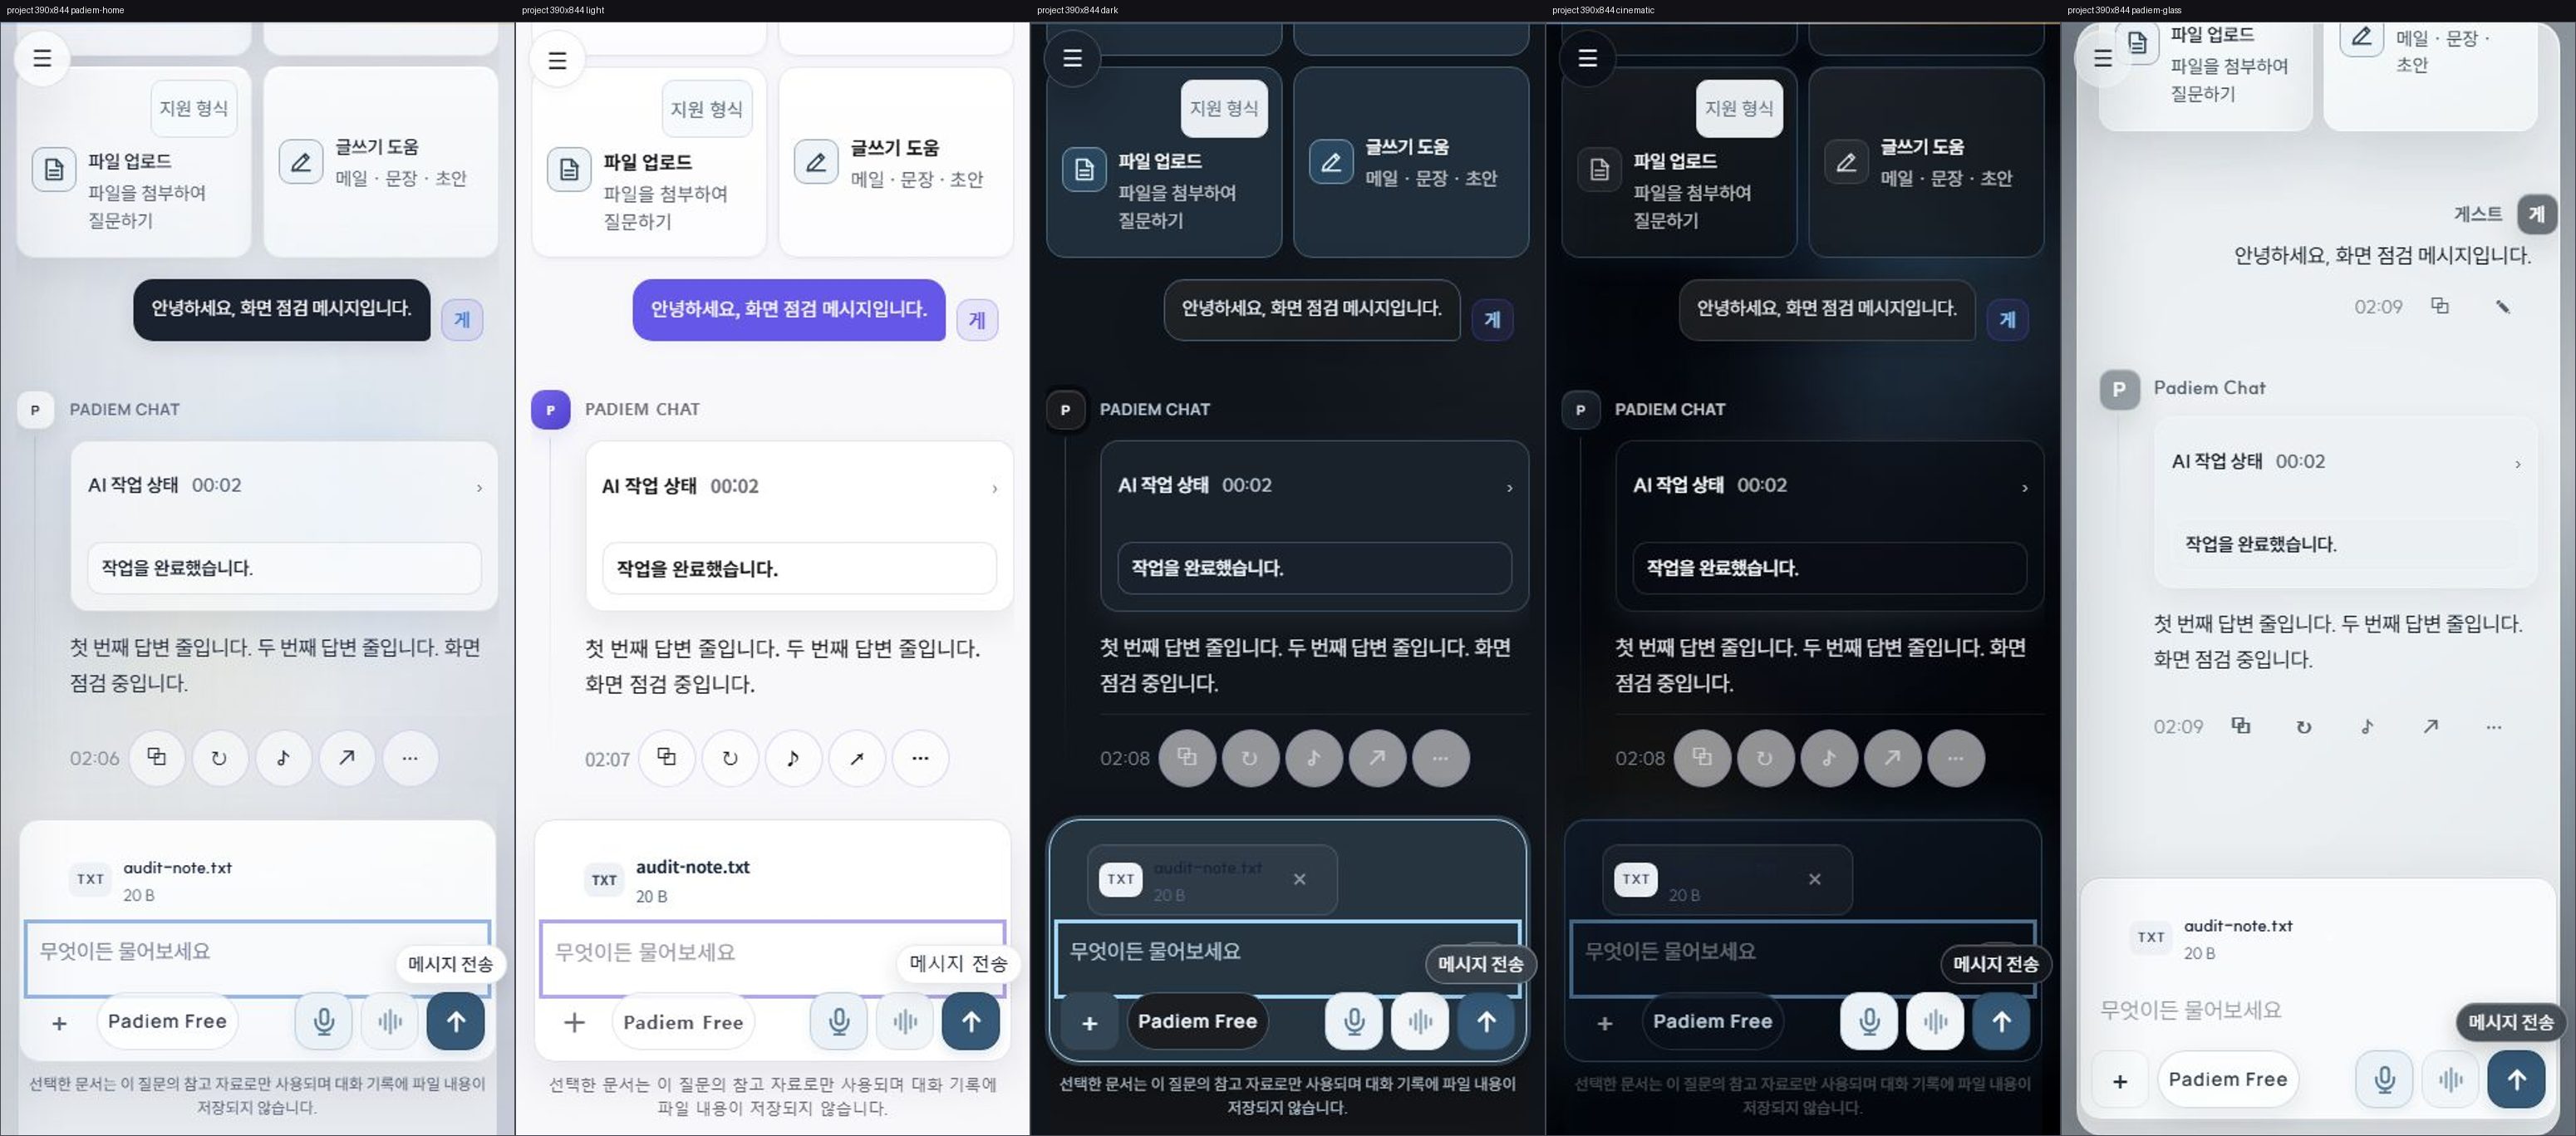 project 390x844 padiem-home
지원 형식
파일 업로드
파일을 첨부하여
질문하기
글쓰기 도움
메일 · 문장 · 초안
안녕하세요, 화면 점검 메시지입니다.
게
P
PADIEM CHAT
AI 작업 상태 00:02
작업을 완료했습니다.
첫 번째 답변 줄입니다. 두 번째 답변 줄입니다. 화면
점검 중입니다.
02:06
TXT
audit-note.txt
20 B
무엇이든 물어보세요
메시지 전송
Padiem Free
선택한 문서는 이 질문의 참고 자료로만 사용되며 대화 기록에 파일 내용이
저장되지 않습니다.
project 390x844 light
지원 형식
파일 업로드
파일을 첨부하여
질문하기
글쓰기 도움
메일 · 문장 · 초안
안녕하세요, 화면 점검 메시지입니다.
게
P
PADIEM CHAT
AI 작업 상태 00:02
작업을 완료했습니다.
첫 번째 답변 줄입니다. 두 번째 답변 줄입니다.
화면 점검 중입니다.
02:07
TXT
audit-note.txt
20 B
무엇이든 물어보세요
메시지 전송
Padiem Free
선택한 문서는 이 질문의 참고 자료로만 사용되며 대화 기록에
파일 내용이 저장되지 않습니다.
project 390x844 dark
지원 형식
파일 업로드
파일을 첨부하여
질문하기
글쓰기 도움
메일 · 문장 · 초안
안녕하세요, 화면 점검 메시지입니다.
게
P
PADIEM CHAT
AI 작업 상태 00:02
작업을 완료했습니다.
첫 번째 답변 줄입니다. 두 번째 답변 줄입니다. 화면
점검 중입니다.
02:08
TXT
audit-note.txt
20 B
무엇이든 물어보세요
메시지 전송
Padiem Free
선택한 문서는 이 질문의 참고 자료로만 사용되며 대화 기록에 파일 내용이
저장되지 않습니다.
project 390x844 cinematic
지원 형식
파일 업로드
파일을 첨부하여
질문하기
글쓰기 도움
메일 · 문장 · 초안
안녕하세요, 화면 점검 메시지입니다.
게
P
PADIEM CHAT
AI 작업 상태 00:02
작업을 완료했습니다.
첫 번째 답변 줄입니다. 두 번째 답변 줄입니다. 화면
점검 중입니다.
02:08
TXT
20 B
무엇이든 물어보세요
메시지 전송
Padiem Free
선택한 문서는 이 질문의 참고 자료로만 사용되며 대화 기록에 파일 내용이
저장되지 않습니다.
project 390x844 padiem-glass
파일 업로드
파일을 첨부하여
질문하기
메일 · 문장 ·
초안
게스트
게
안녕하세요, 화면 점검 메시지입니다.
02:09
P
Padiem Chat
AI 작업 상태 00:02
작업을 완료했습니다.
첫 번째 답변 줄입니다. 두 번째 답변 줄입니다.
화면 점검 중입니다.
02:09
TXT
audit-note.txt
20 B
무엇이든 물어보세요
메시지 전송
Padiem Free